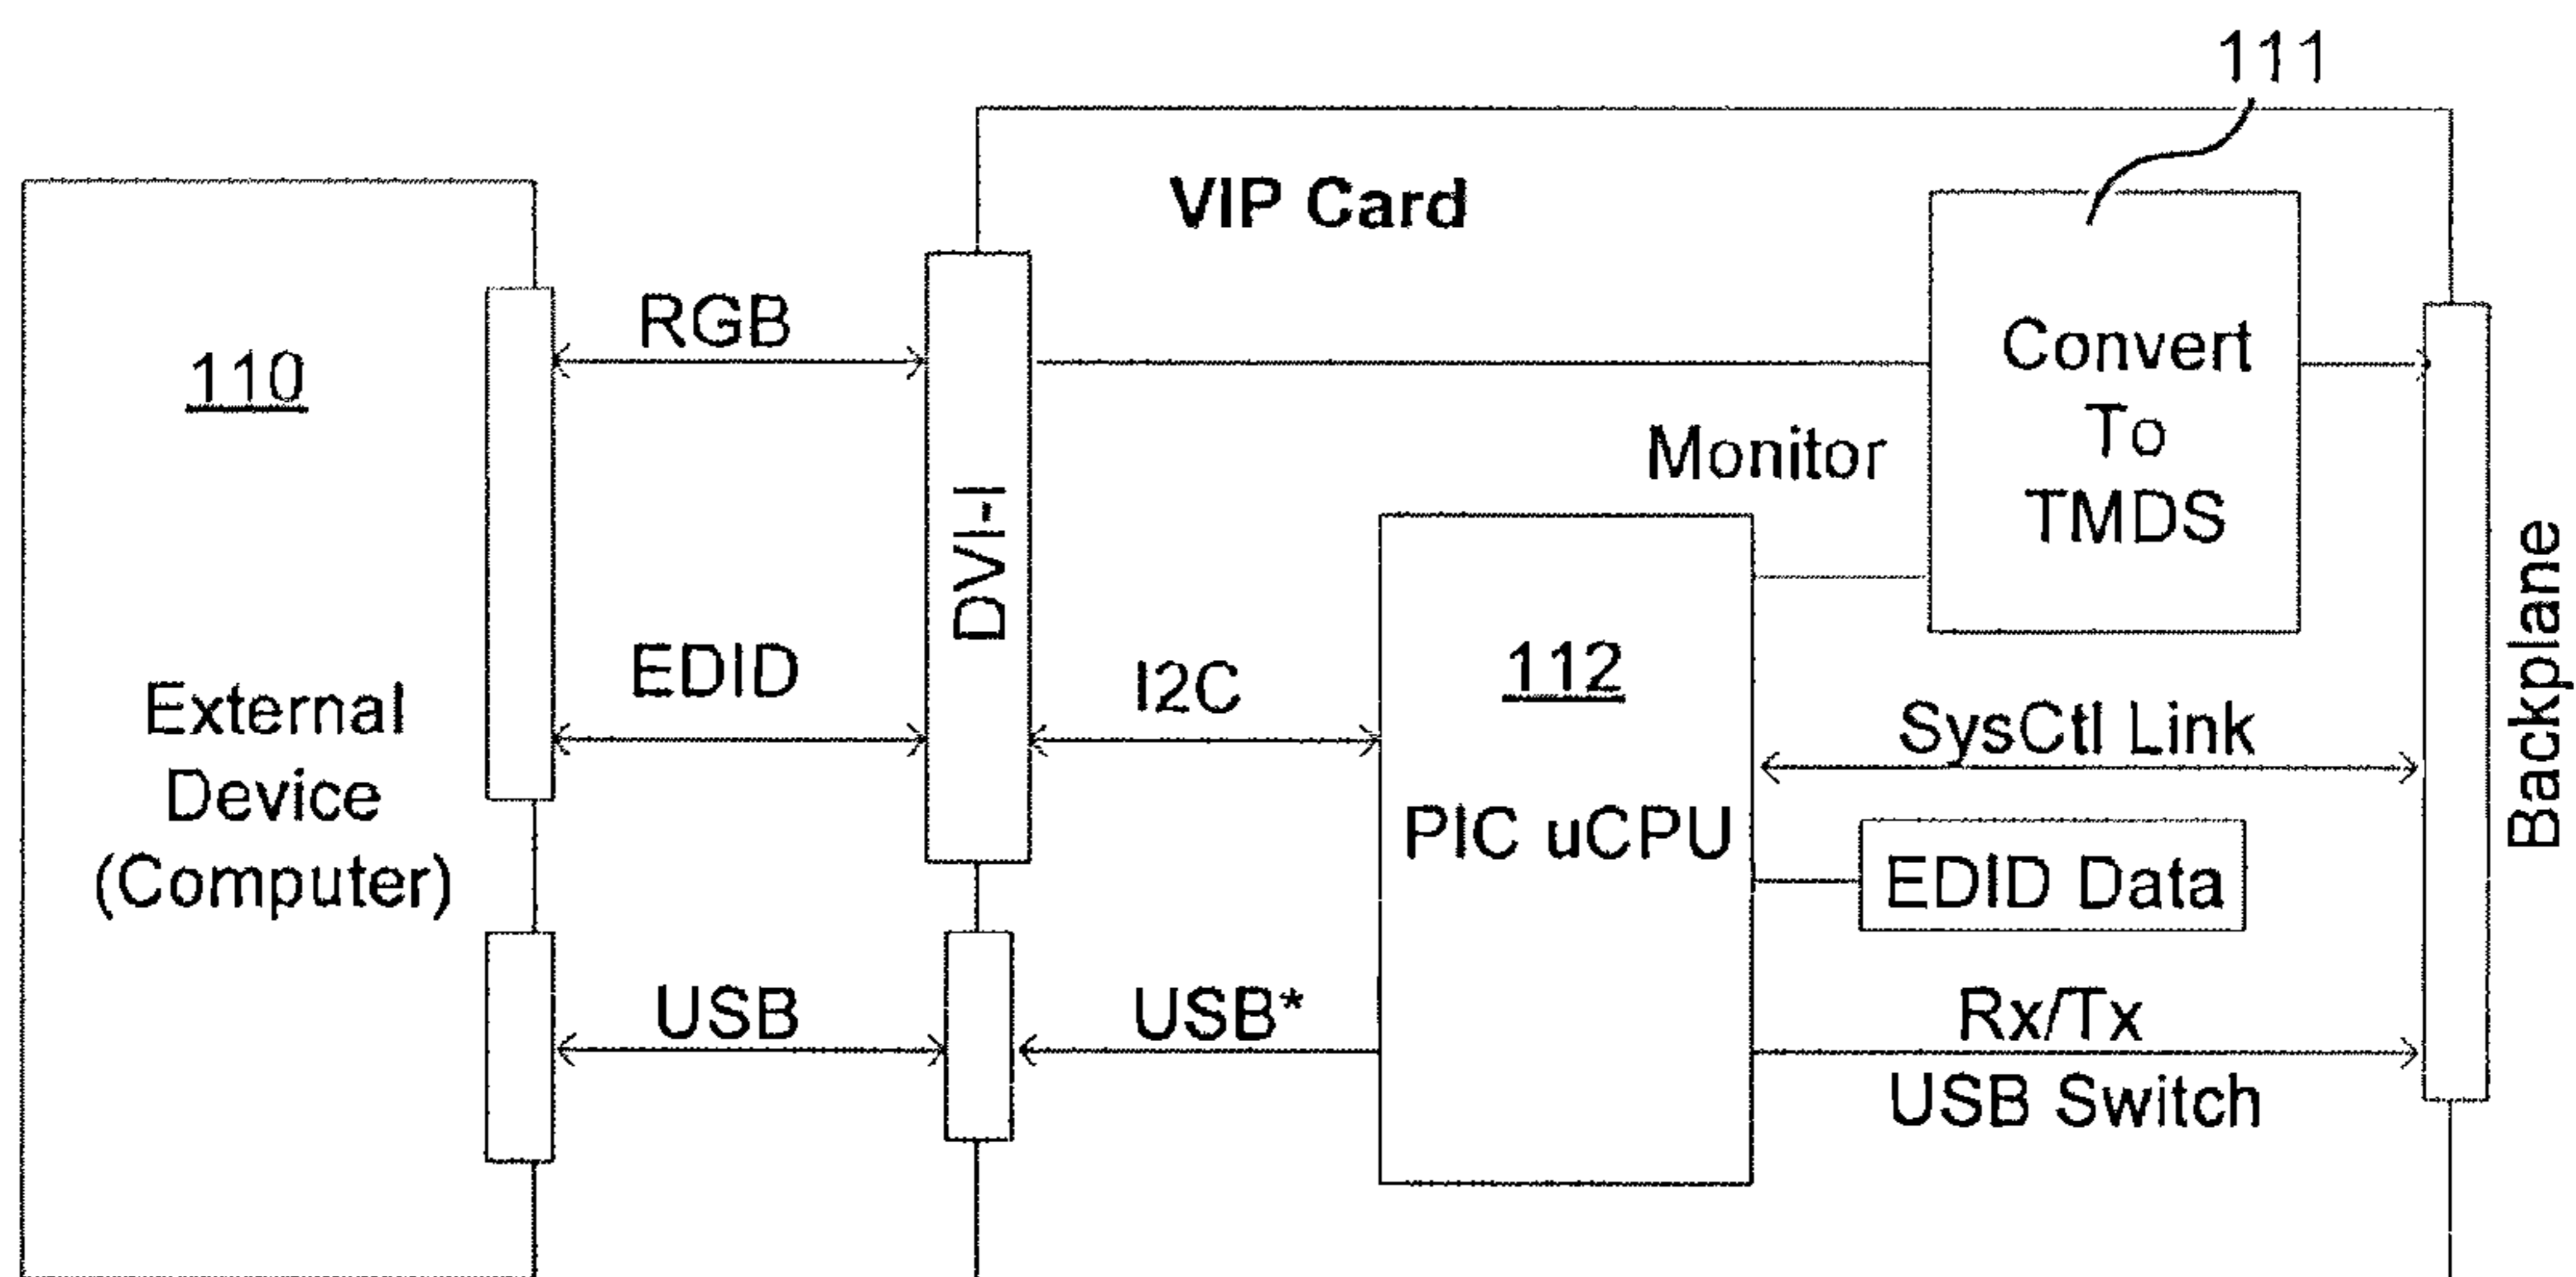 111
VIP Card
110
RGB
Convert
To
TMDS
Monitor
DVI-I
Backplane
EDID
I2C
112
External
Device
(Computer)
PIC uCPU
SysCtl Link
EDID Data
USB
USB*
Rx/Tx
USB Switch